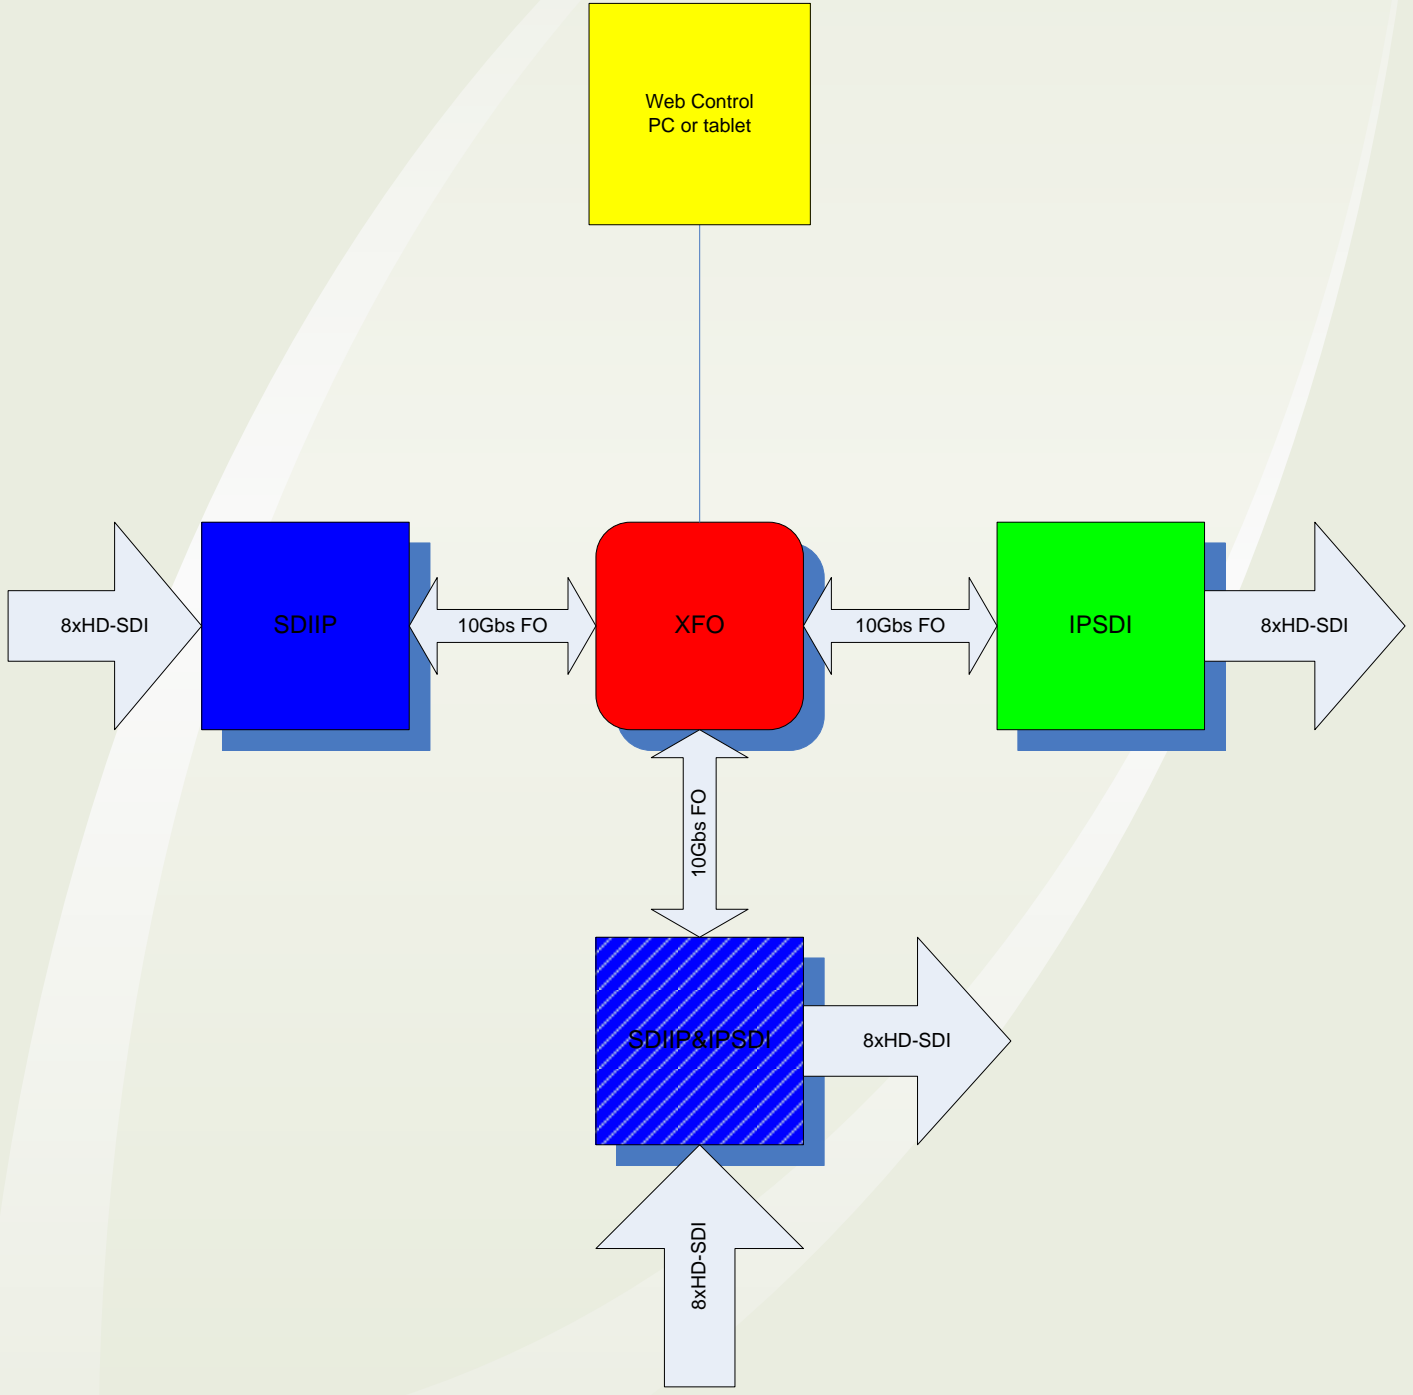 Web Control
PC or tablet
8xHD-SDI
SDIIP
10Gbs FO
XFO
10Gbs FO
IPSDI
8xHD-SDI
10Gbs FO
SDIIP&IPSDI
8xHD-SDI
8xHD-SDI